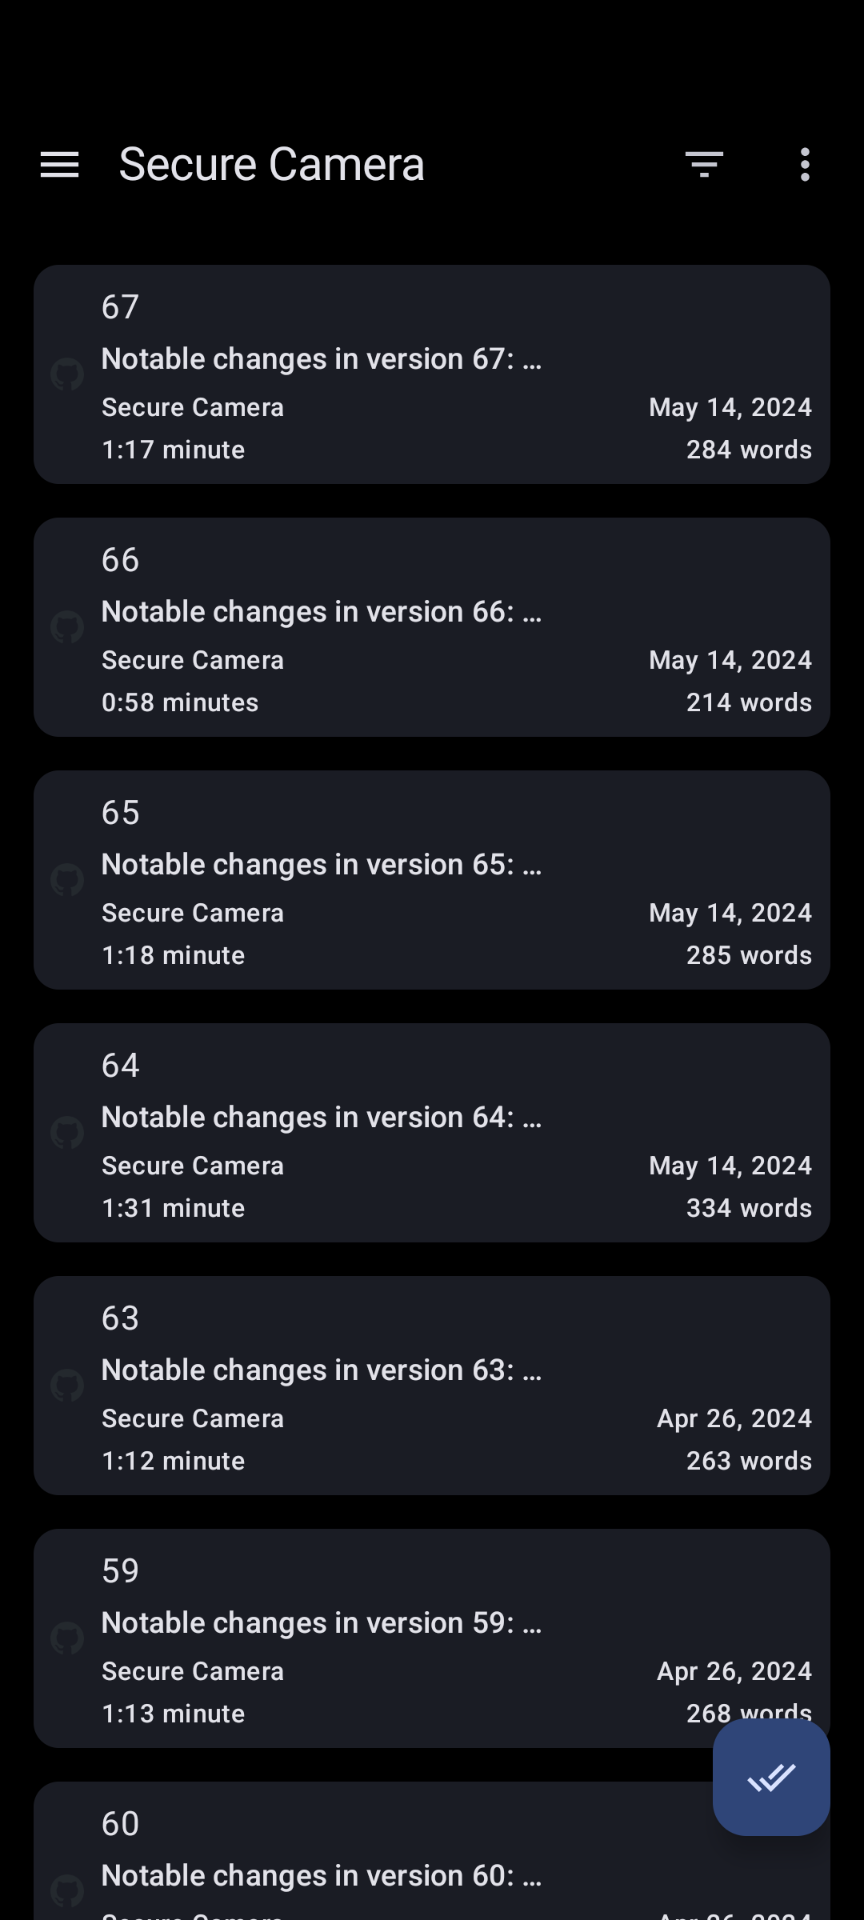 Secure Camera
67
Notable changes in version 67: ...
Secure Camera May 14, 2024
1:17 minute 284 words
66
Notable changes in version 66: ...
Secure Camera May 14, 2024
0:58 minutes 214 words
65
Notable changes in version 65: ...
Secure Camera May 14, 2024
1:18 minute 285 words
64
Notable changes in version 64: ...
Secure Camera May 14, 2024
1:31 minute 334 words
63
Notable changes in version 63: ...
Secure Camera Apr 26, 2024
1:12 minute 263 words
59
Notable changes in version 59: ...
Secure Camera Apr 26, 2024
1:13 minute 268 words
60
Notable changes in version 60: ...